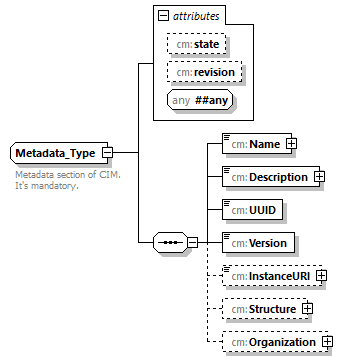 attributes
cm:state
cm:revision
any ##any
Metadata_Type
Metadata section of CIM.
It's mandatory.
cm:Name
cm:Description
cm:UUID
cm:Version
cm:InstanceURI
cm:Structure
cm:Organization